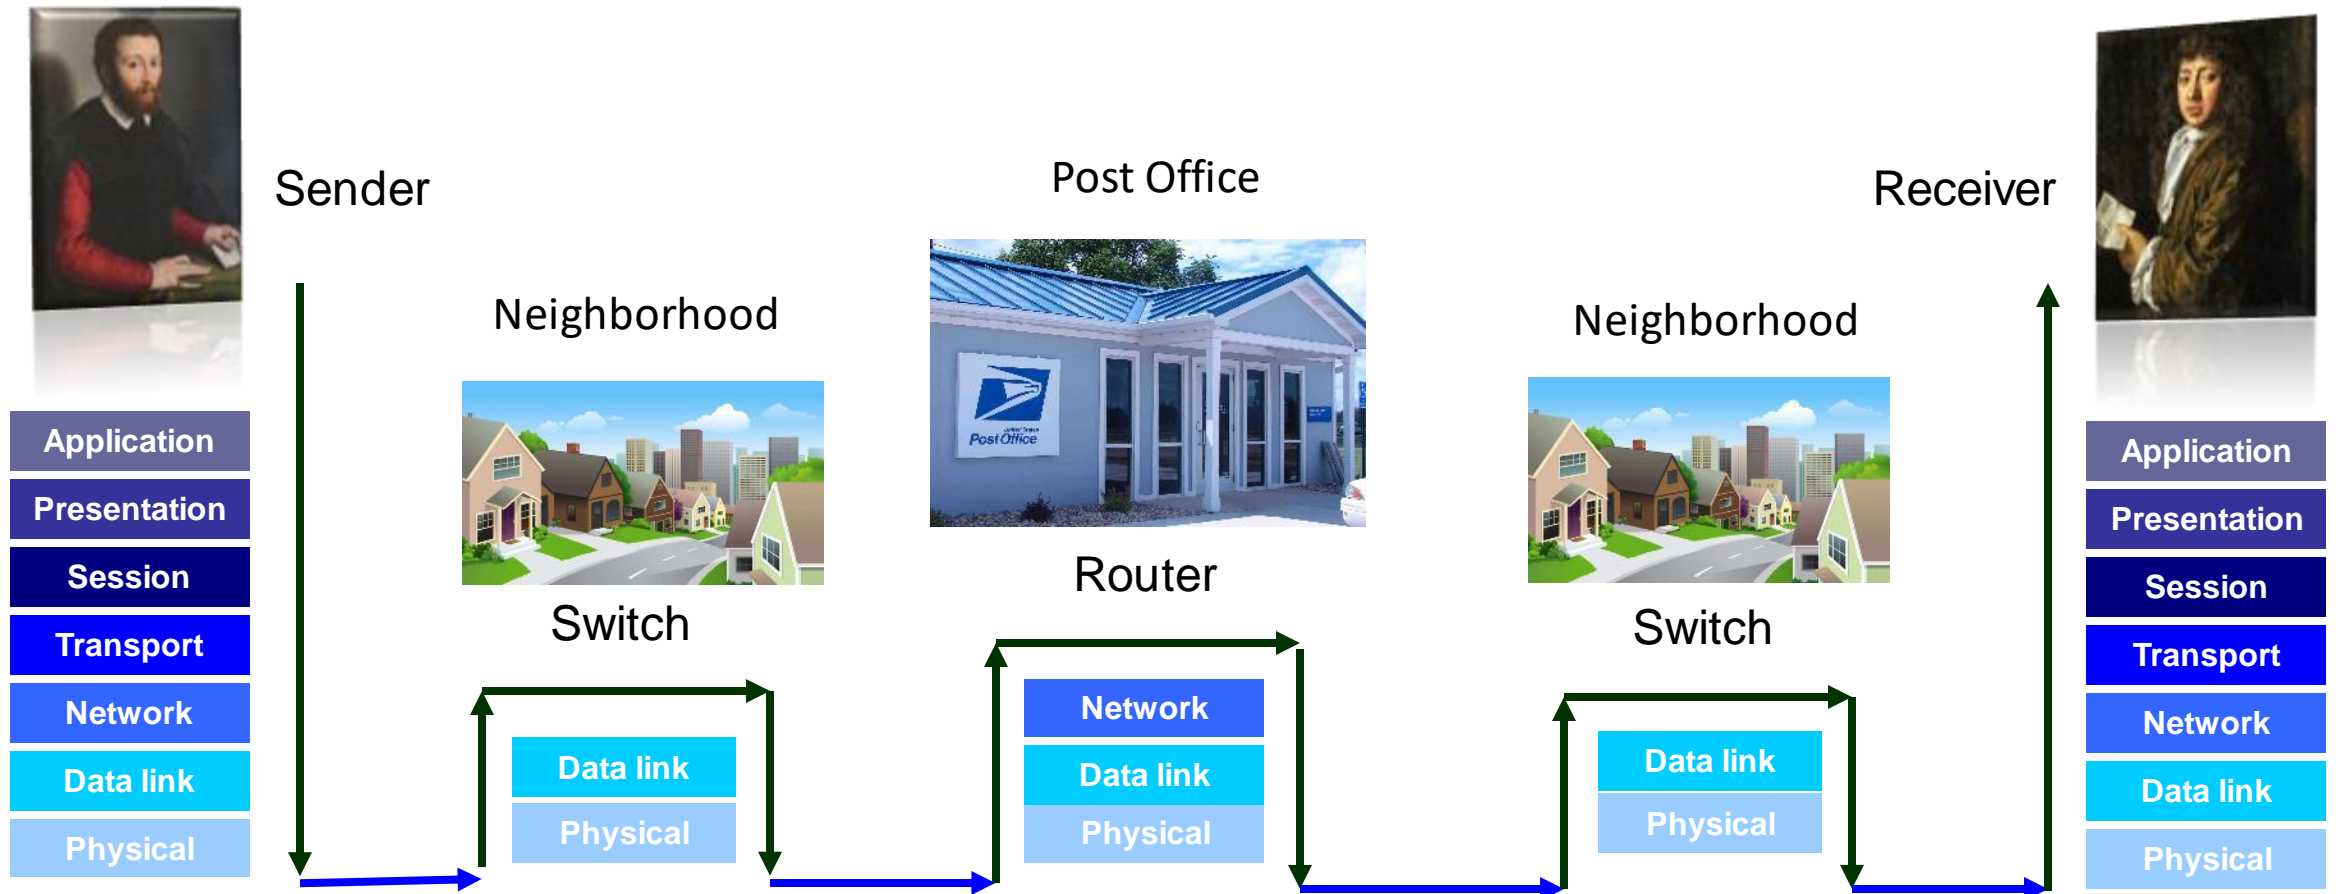 Sender
Post Office
Receiver
Neighborhood
Neighborhood
Post Office
Router
Switch
Switch
Application
Presentation
Session
Transport
Network
Data link
Physical
Data link
Physical
Network
Data link
Physical
Data link
Physical
Application
Presentation
Session
Transport
Network
Data link
Physical